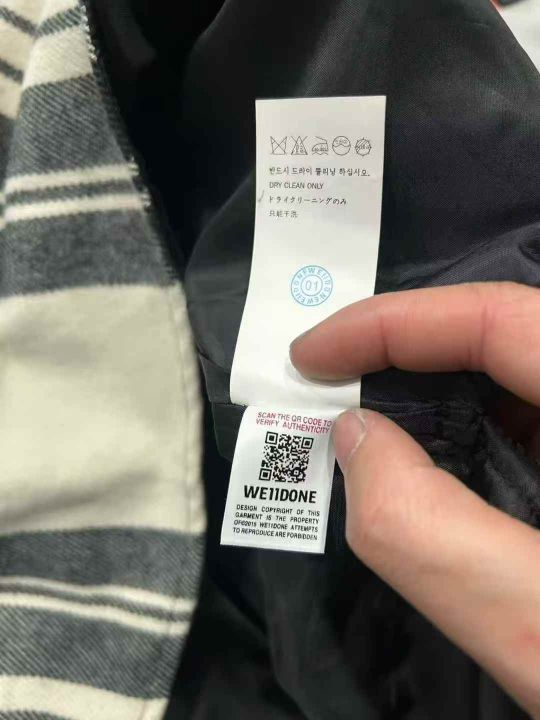 반드시 드라이 클리닝 하십시오.
DRY CLEAN ONLY
ドライクリーニングのみ
只能干洗
WE11DONEWE11DONE
01
SCAN THE QR CODE TO
VERIFY AUTHENTICITY
WE11DONE
DESIGN COPYRIGHT OF THIS
GARMENT IS THE PROPERTY
OF©2015 WE11DONE ATTEMPTS
TO REPRODUCE ARE FORBIDDEN